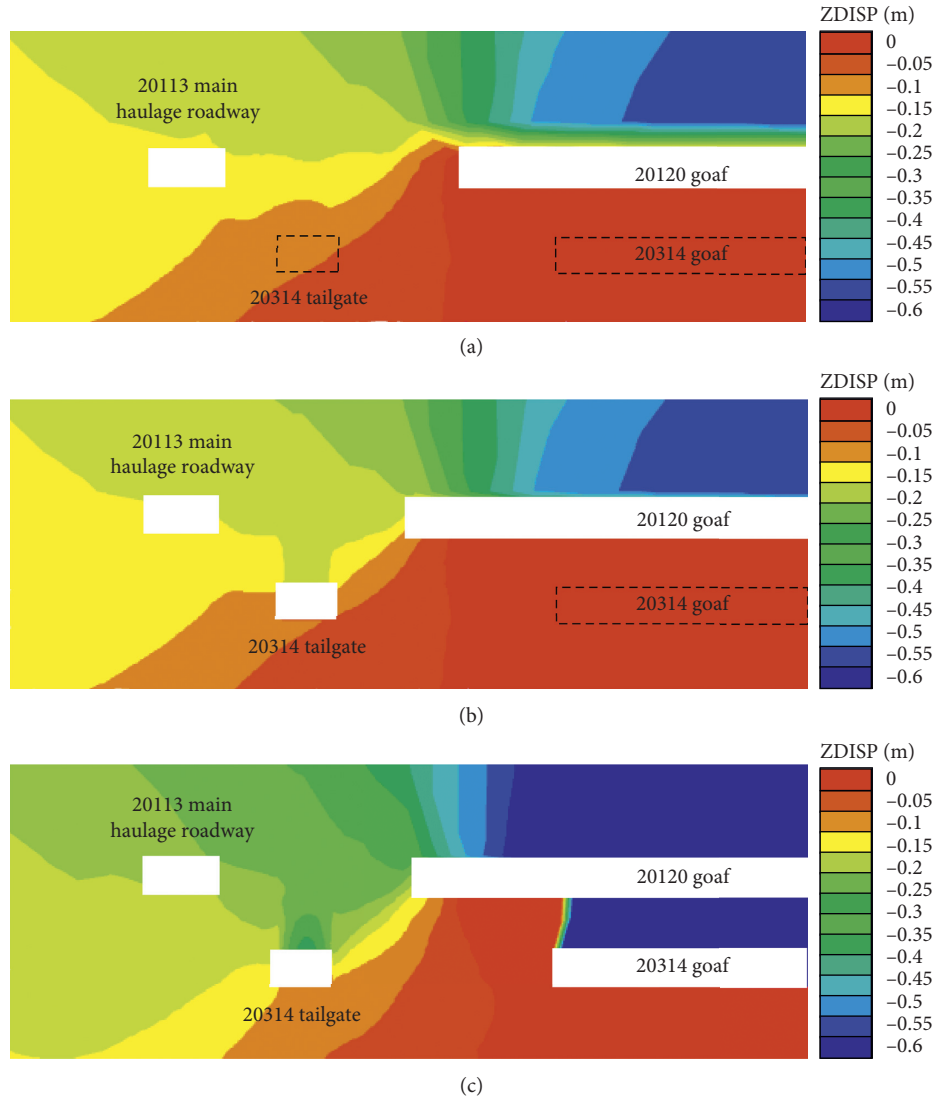 ZDISP (m)
0
–0.05
–0.1
–0.15
–0.2
–0.25
–0.3
–0.35
–0.4
–0.45
–0.5
–0.55
–0.6
20113 main
haulage roadway
20120 goaf
20314 goaf
20314 tailgate
(a)
ZDISP (m)
0
–0.05
–0.1
–0.15
–0.2
–0.25
–0.3
–0.35
–0.4
–0.45
–0.5
–0.55
–0.6
20113 main
haulage roadway
20120 goaf
20314 goaf
20314 tailgate
(b)
ZDISP (m)
0
–0.05
–0.1
–0.15
–0.2
–0.25
–0.3
–0.35
–0.4
–0.45
–0.5
–0.55
–0.6
20113 main
haulage roadway
20120 goaf
20314 goaf
20314 tailgate
(c)